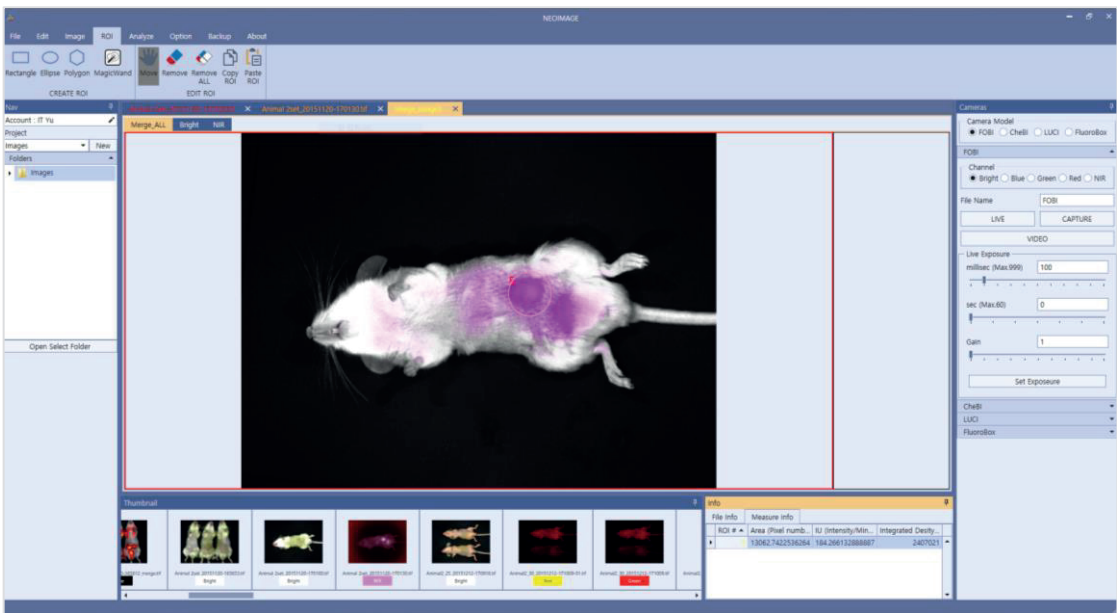 NEOIMAGE
File Edit Image ROI Analyze Option Backup About
Rectangle Ellipse Polygon MagicWand Move Remove Remove ALL Copy ROI Paste ROI
CREATE ROI EDIT ROI
Nav
Account : IT Yu
Project
Images New
Folders
Images
Open Select Folder
Animal 2set_20151120-170130.tif
Merge_ALL Bright NIR
Cameras
Camera Model
FOBI CheBI LUCI FluoroBox
FOBI
Channel
Bright Blue Green Red NIR
File Name FOBI
LIVE CAPTURE
VIDEO
Live Exposure
millisec (Max:999) 100
sec (Max:60) 0
Gain 1
Set Exposeure
CheBI
LUCI
FluoroBox
Thumbnail
Bright Bright NIR Bright
Info
File Info Measure Info
ROI # Area (Pixel numb... IU (Intensity/Min... Integrated Desity...
13062.7422536264 184.266132888887 2407021